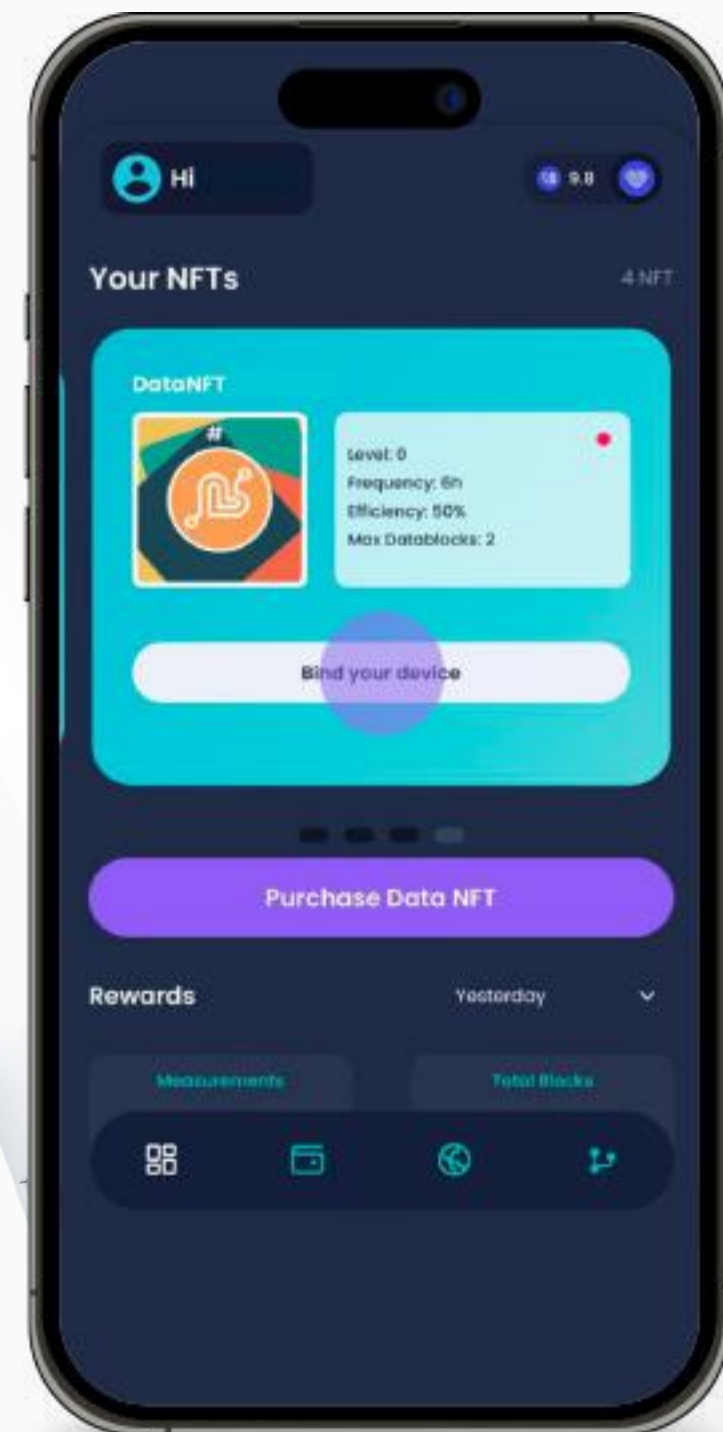 Hi
9.8
Your NFTs
4 NFT
DataNFT
#
Level: 0
Frequency: 6h
Efficiency: 50%
Max Datablocks: 2
Bind your device
Purchase Data NFT
Rewards
Yesterday
Measurements
Total Blocks